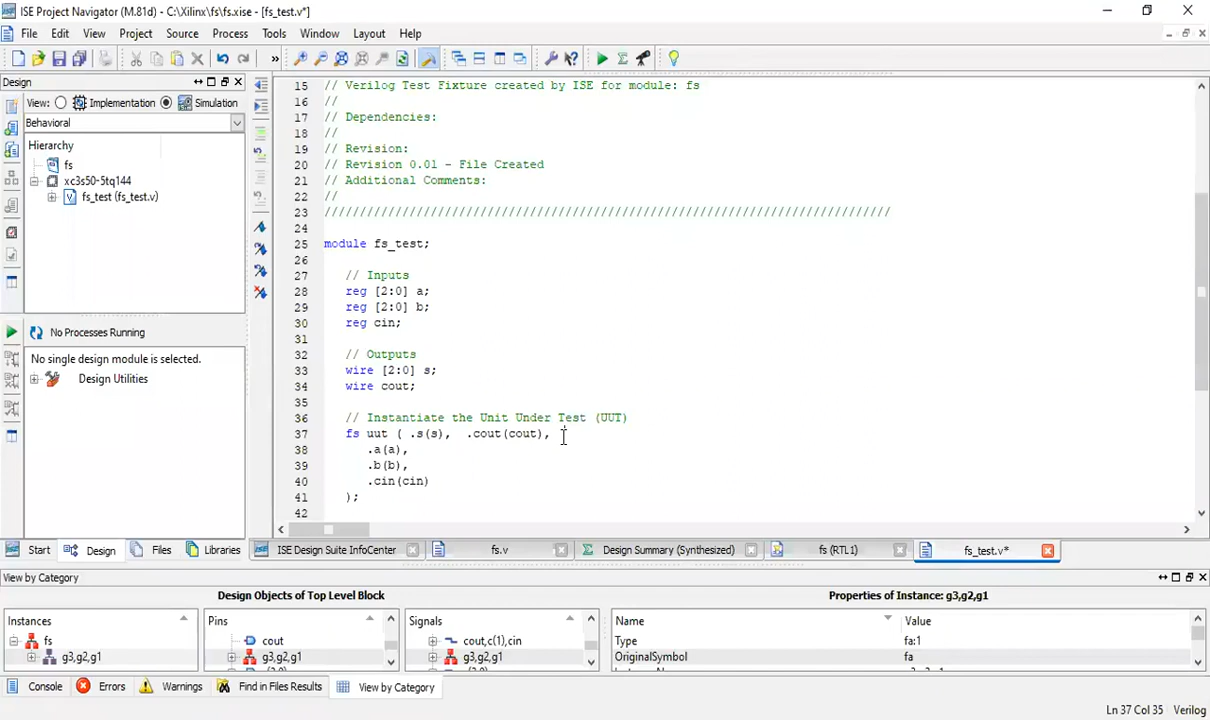 ISE Project Navigator (M.81d) - C:\Xilinx\fs\fs.xise - [fs_test.v*]
File Edit View Project Source Process Tools Window Layout Help
»
Design
View: Implementation Simulation
Behavioral
Hierarchy
fs
xc3s50-5tq144
fs_test (fs_test.v)
No Processes Running
No single design module is selected.
Design Utilities
Start Design Files Libraries
15 // Verilog Test Fixture created by ISE for module: fs
16 //
17 // Dependencies:
18 //
19 // Revision:
20 // Revision 0.01 - File Created
21 // Additional Comments:
22 //
23 ////////////////////////////////////////////////////////////////////////////////
24
25 module fs_test;
26
27 // Inputs
28 reg [2:0] a;
29 reg [2:0] b;
30 reg cin;
31
32 // Outputs
33 wire [2:0] s;
34 wire cout;
35
36 // Instantiate the Unit Under Test (UUT)
37 fs uut ( .s(s), .cout(cout),
38 .a(a),
39 .b(b),
40 .cin(cin)
41 );
42
ISE Design Suite InfoCenter fs.v Design Summary (Synthesized) fs (RTL1) fs_test.v*
View by Category
Design Objects of Top Level Block Properties of Instance: g3,g2,g1
Instances Pins Signals Name Value
fs cout cout,c(1),cin Type fa:1
g3,g2,g1 g3,g2,g1 g3,g2,g1 OriginalSymbol fa
Console Errors Warnings Find in Files Results View by Category
Ln 37 Col 35 Verilog